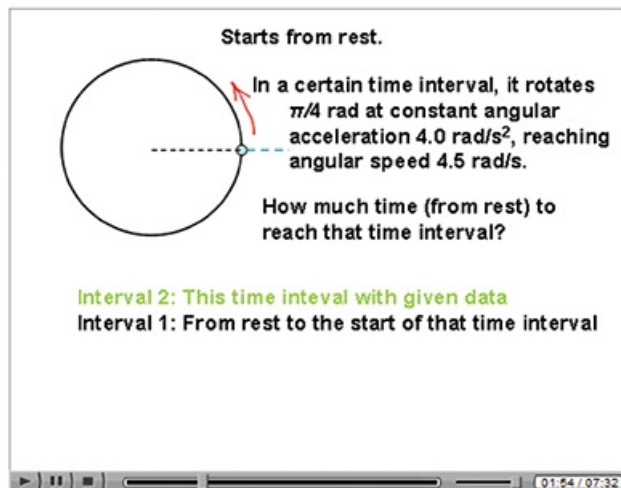 Starts from rest.
In a certain time interval, it rotates
π/4 rad at constant angular
acceleration 4.0 rad/s², reaching
angular speed 4.5 rad/s.
How much time (from rest) to
reach that time interval?
Interval 2: This time inteval with given data
Interval 1: From rest to the start of that time interval
01:54 / 07:32